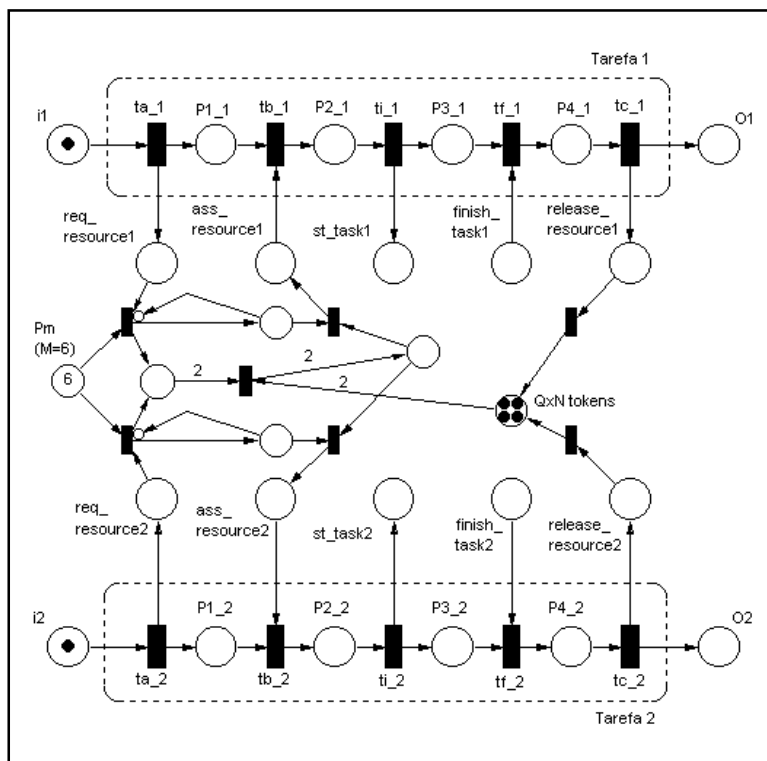 Tarefa 1
i1
ta_1
P1_1
tb_1
P2_1
ti_1
P3_1
tf_1
P4_1
tc_1
O1
req_
resource1
ass_
resource1
st_task1
finish_
task1
release_
resource1
Pm
(M=6)
6
2
2
2
QxN tokens
req_
resource2
ass_
resource2
st_task2
finish_
task2
release_
resource2
i2
P1_2
P2_2
P3_2
P4_2
O2
ta_2
tb_2
ti_2
tf_2
tc_2
Tarefa 2